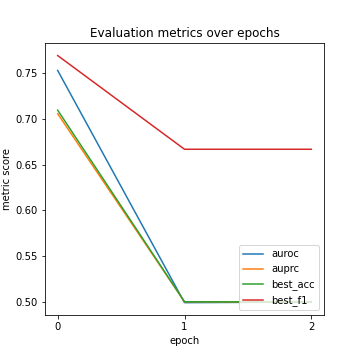 Evaluation metrics over epochs
metric score
0.75
0.70
0.65
0.60
0.55
0.50
auroc
auprc
best_acc
best_f1
0
1
2
epoch